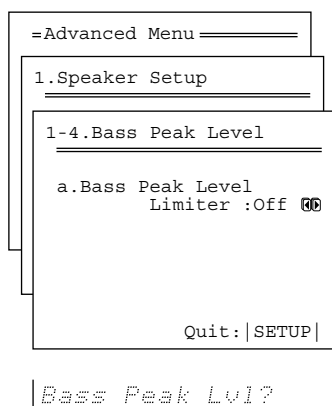 =Advanced Menu
1.Speaker Setup
1-4.Bass Peak Level
a.Bass Peak Level
Limiter :Off
Quit:|SETUP|
Bass Peak Lvl?